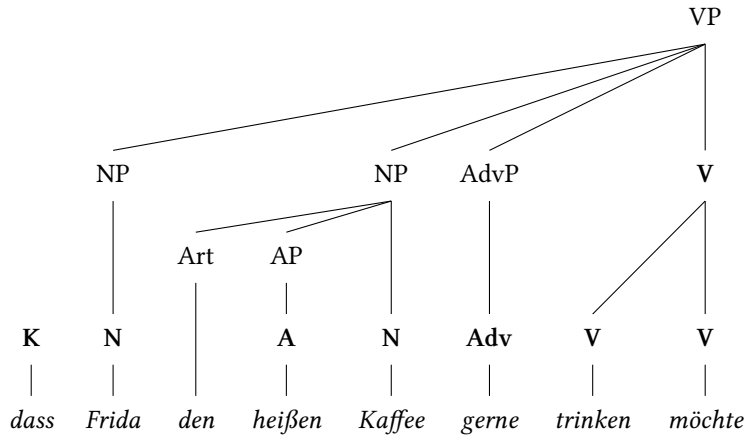 VP
NP NP AdvP V
Art AP
K N A N Adv V V
dass Frida den heißen Kaffee gerne trinken möchte